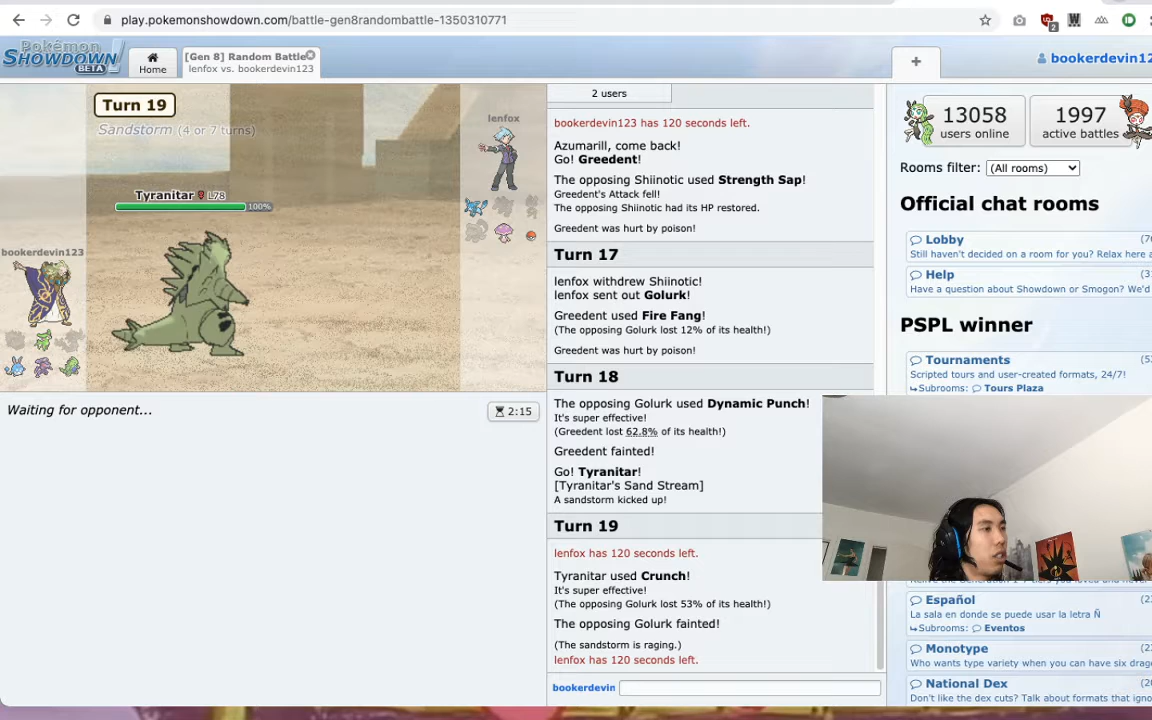 play.pokemonshowdown.com/battle-gen8randombattle-1350310771
2
Pokémon
SHOWDOWN
BETA
Home
[Gen 8] Random Battle
lenfox vs. bookerdevin123
+
bookerdevin12
Turn 19
Sandstorm (4 or 7 turns)
Tyranitar L78
100%
lenfox
bookerdevin123
Waiting for opponent...
2:15
2 users
bookerdevin123 has 120 seconds left.
Azumarill, come back!
Go! Greedent!
The opposing Shiinotic used Strength Sap!
Greedent's Attack fell!
The opposing Shiinotic had its HP restored.
Greedent was hurt by poison!
Turn 17
lenfox withdrew Shiinotic!
lenfox sent out Golurk!
Greedent used Fire Fang!
(The opposing Golurk lost 12% of its health!)
Greedent was hurt by poison!
Turn 18
The opposing Golurk used Dynamic Punch!
It's super effective!
(Greedent lost 62.8% of its health!)
Greedent fainted!
Go! Tyranitar!
[Tyranitar's Sand Stream]
A sandstorm kicked up!
Turn 19
lenfox has 120 seconds left.
Tyranitar used Crunch!
It's super effective!
(The opposing Golurk lost 53% of its health!)
The opposing Golurk fainted!
(The sandstorm is raging.)
lenfox has 120 seconds left.
bookerdevin
13058
users online
1997
active battles
Rooms filter: (All rooms)
Official chat rooms
Lobby
Still haven't decided on a room for you? Relax here a
Help
Have a question about Showdown or Smogon? We'd
PSPL winner
Tournaments
Scripted tours and user-created formats, 24/7!
Subrooms: Tours Plaza
Español
La sala en donde se puede usar la letra Ñ
Subrooms: Eventos
Monotype
Who wants type variety when you can have six drag
National Dex
Don't like the dex cuts? Talk about formats that igno